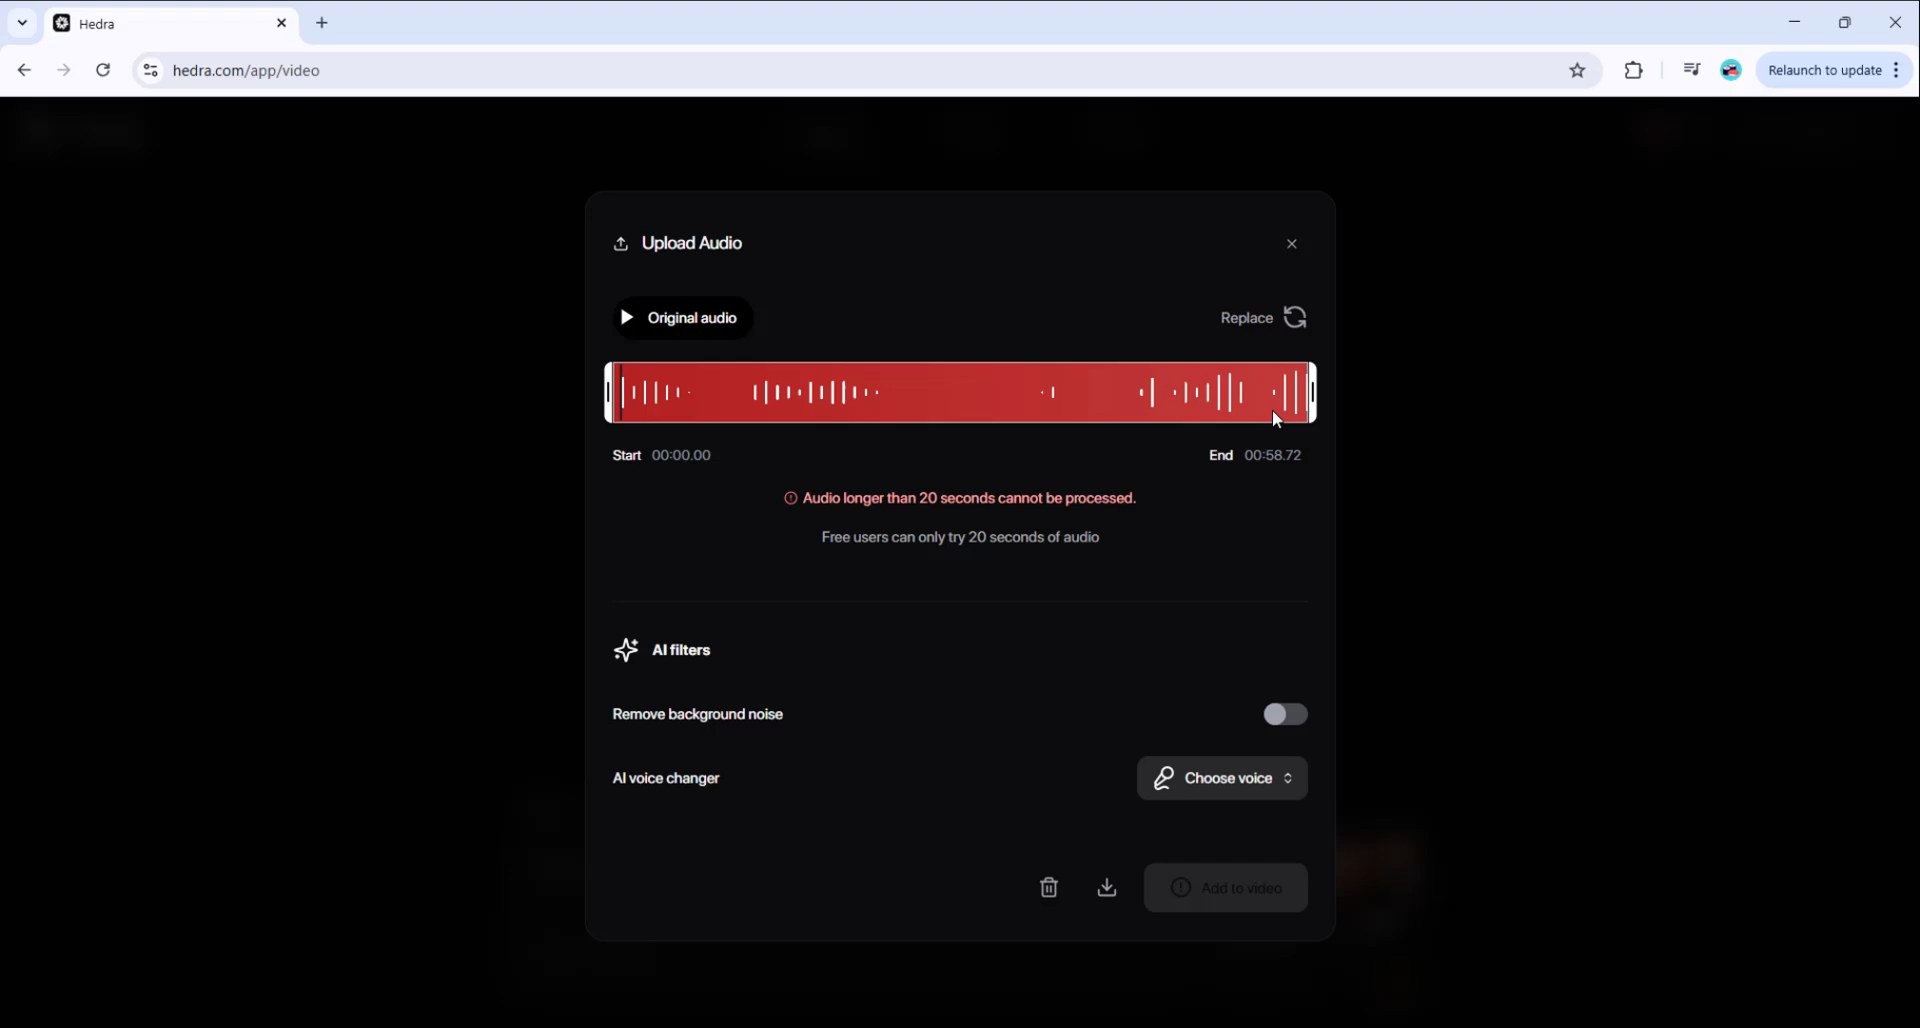 Hedra
hedra.com/app/video
Relaunch to update
Upload Audio
Original audio
Replace
Start 00:00.00
End 00:58.72
Audio longer than 20 seconds cannot be processed.
Free users can only try 20 seconds of audio
AI filters
Remove background noise
AI voice changer
Choose voice
Add to video